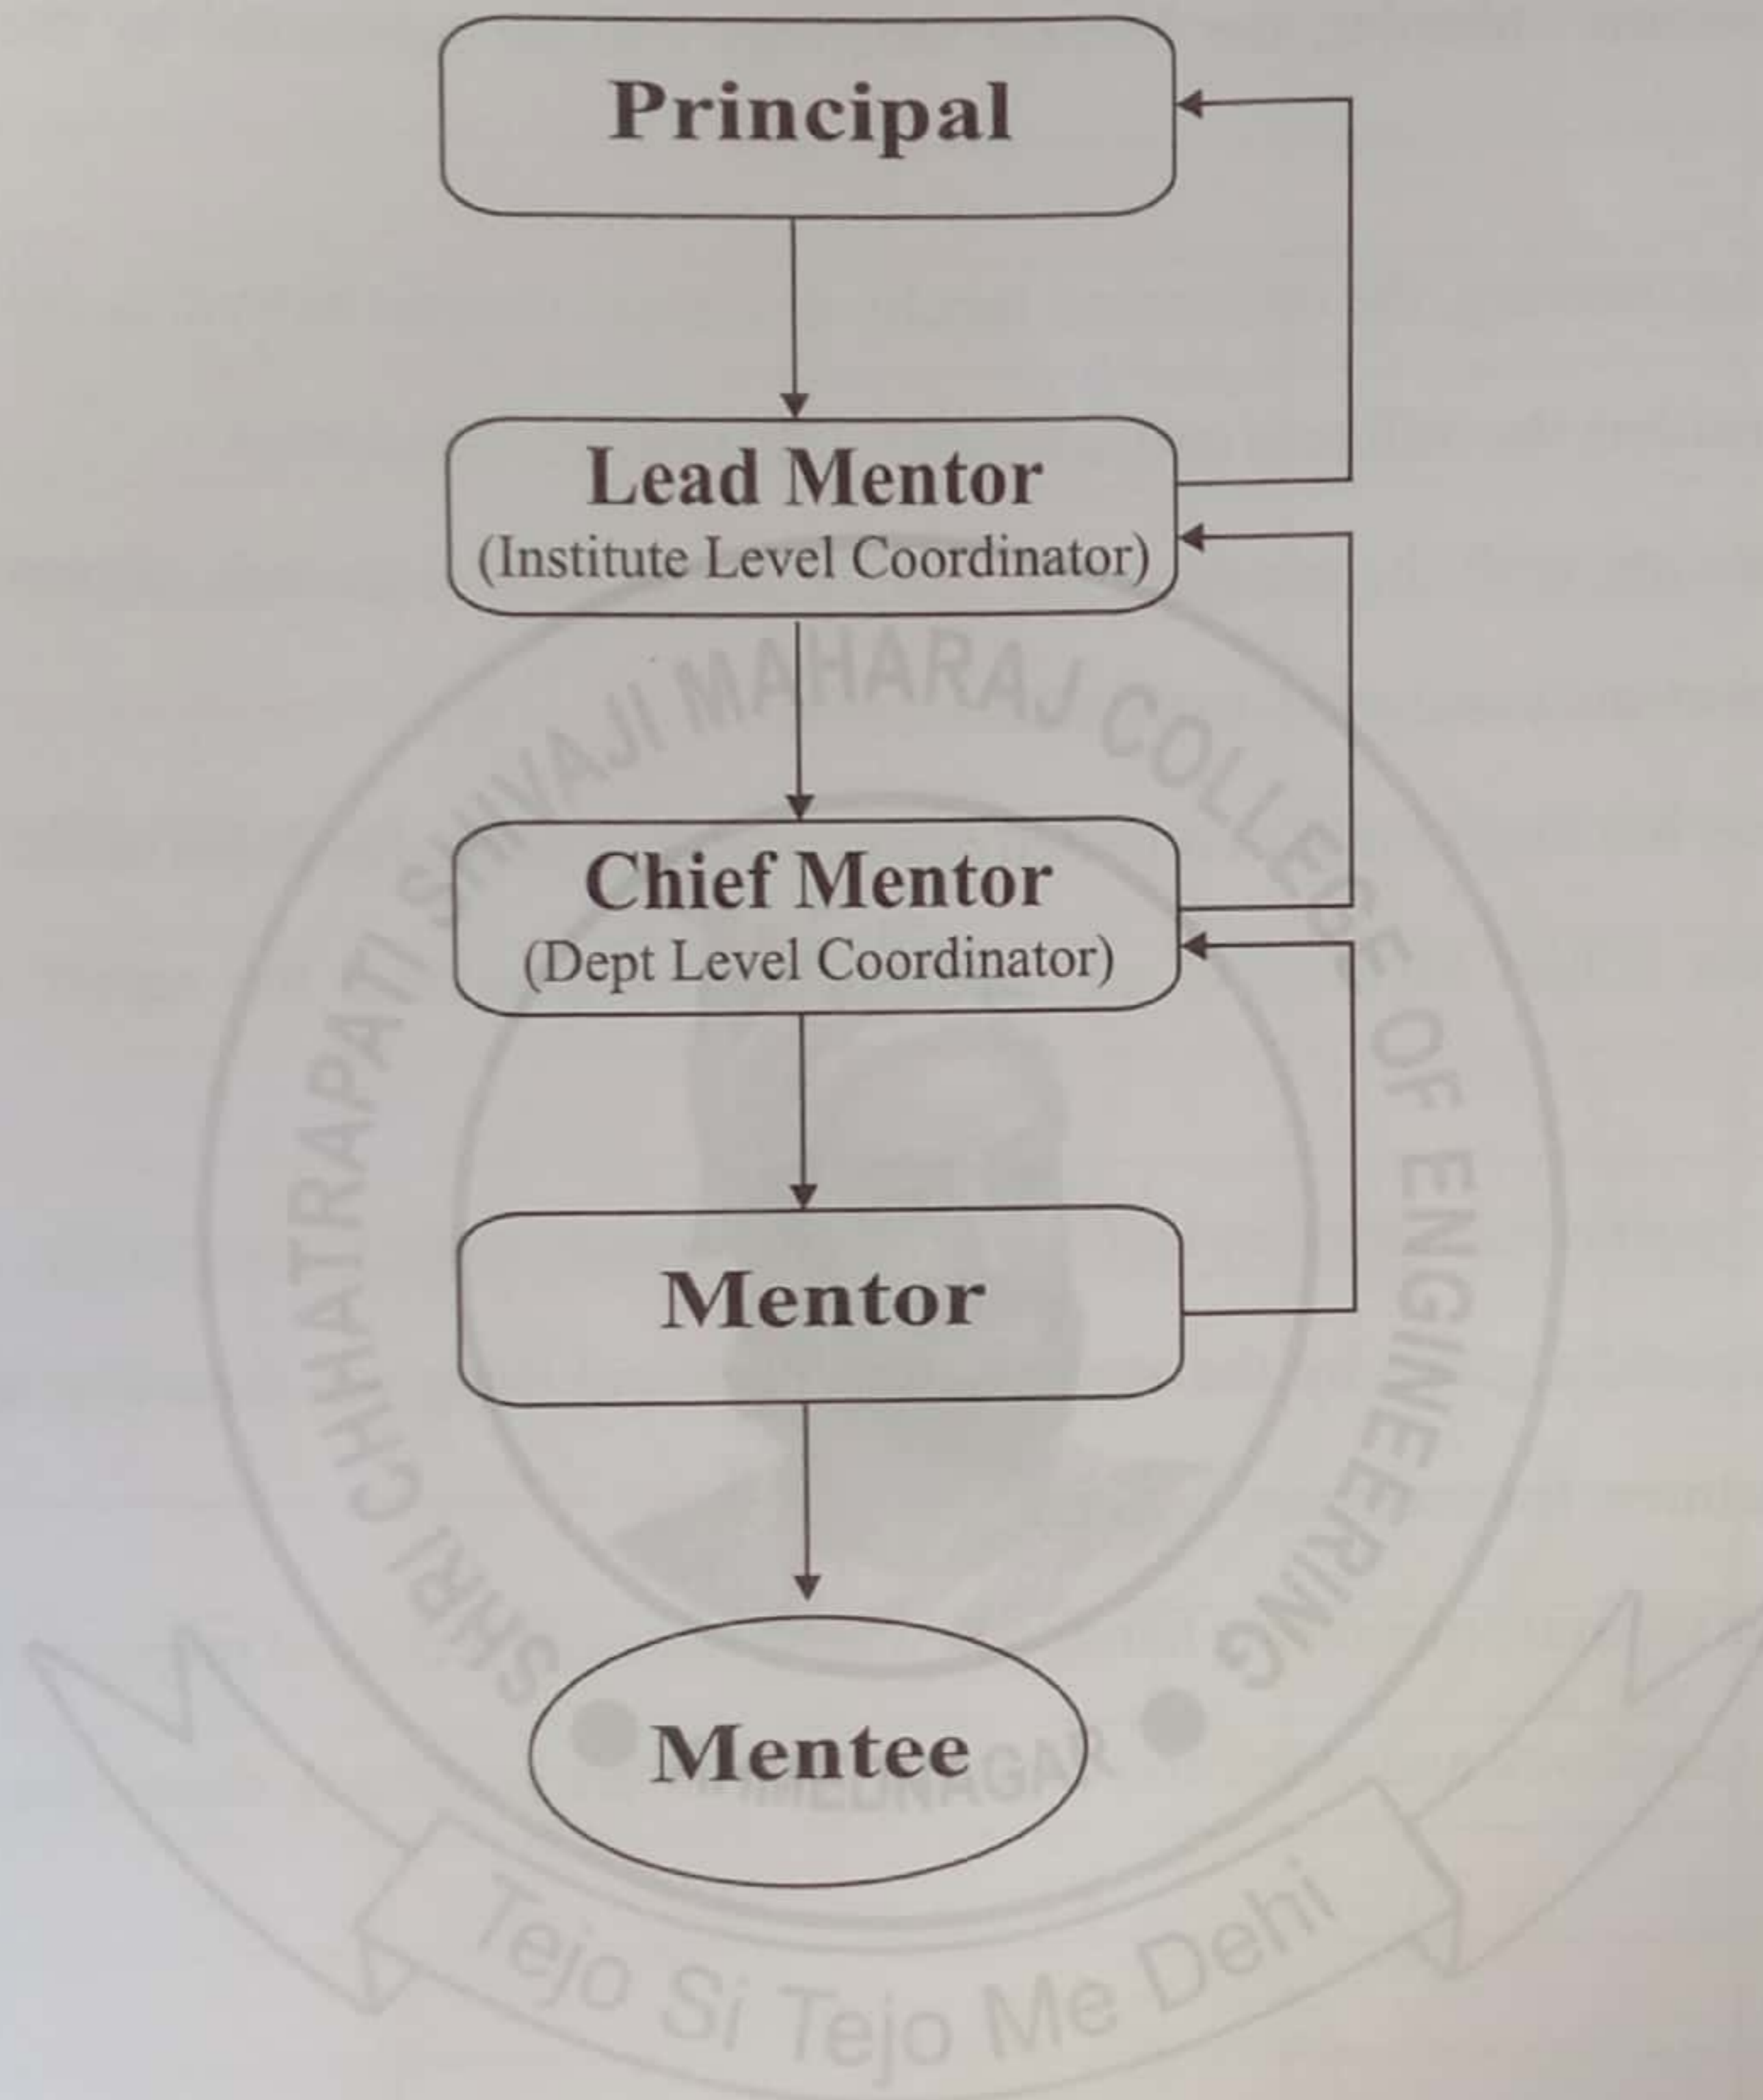 Principal
Lead Mentor
(Institute Level Coordinator)
Chief Mentor
(Dept Level Coordinator)
Mentor
Mentee
SHRI CHHATRAPATI SHIVAJI MAHARAJ COLLEGE OF ENGINEERING
AHMEDNAGAR
Tejo Si Tejo Me Dehi